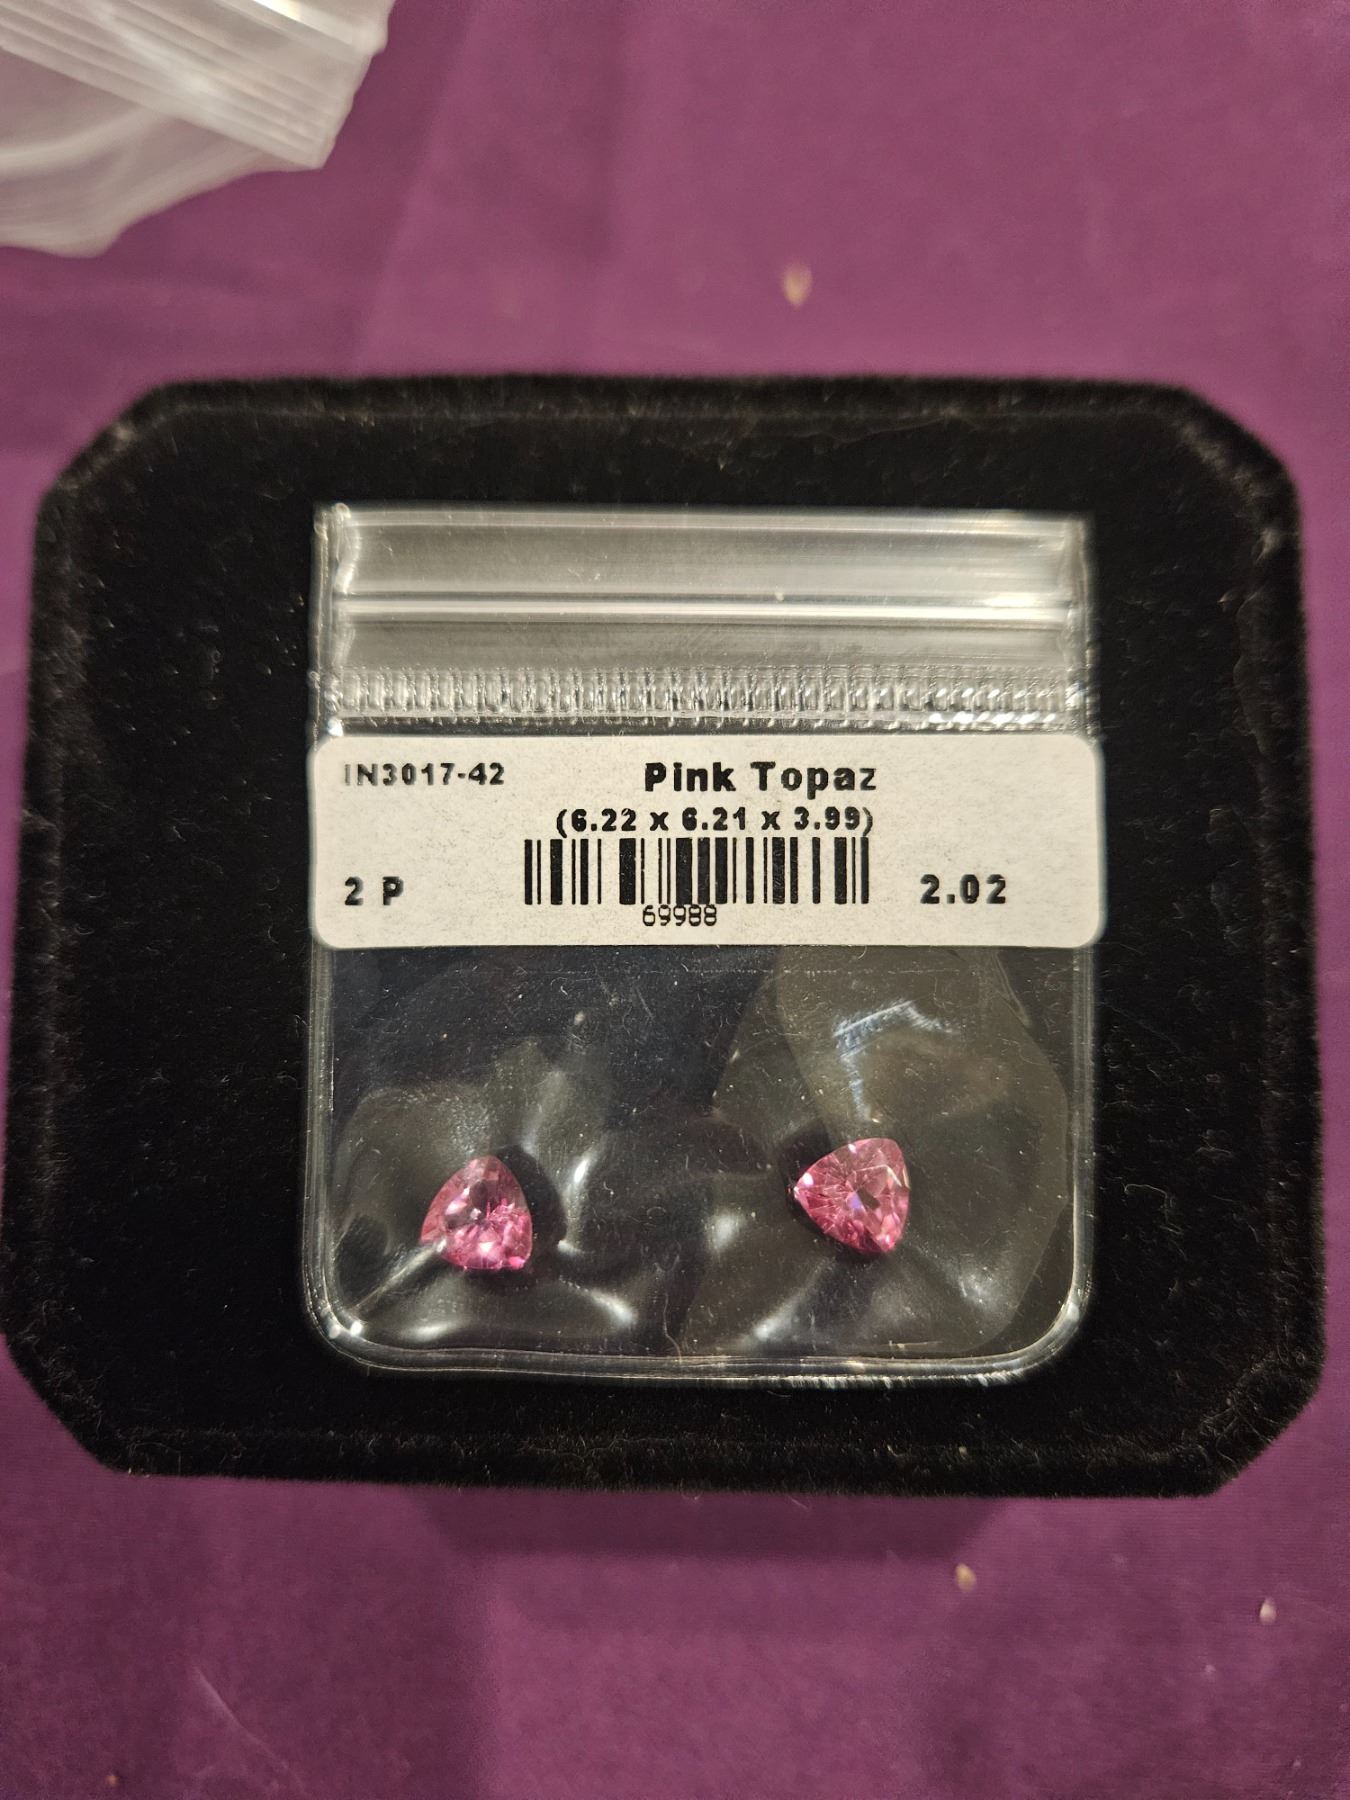 IN3017-42 Pink Topaz
(6.22 x 6.21 x 3.99)
2 P 2.02
69988